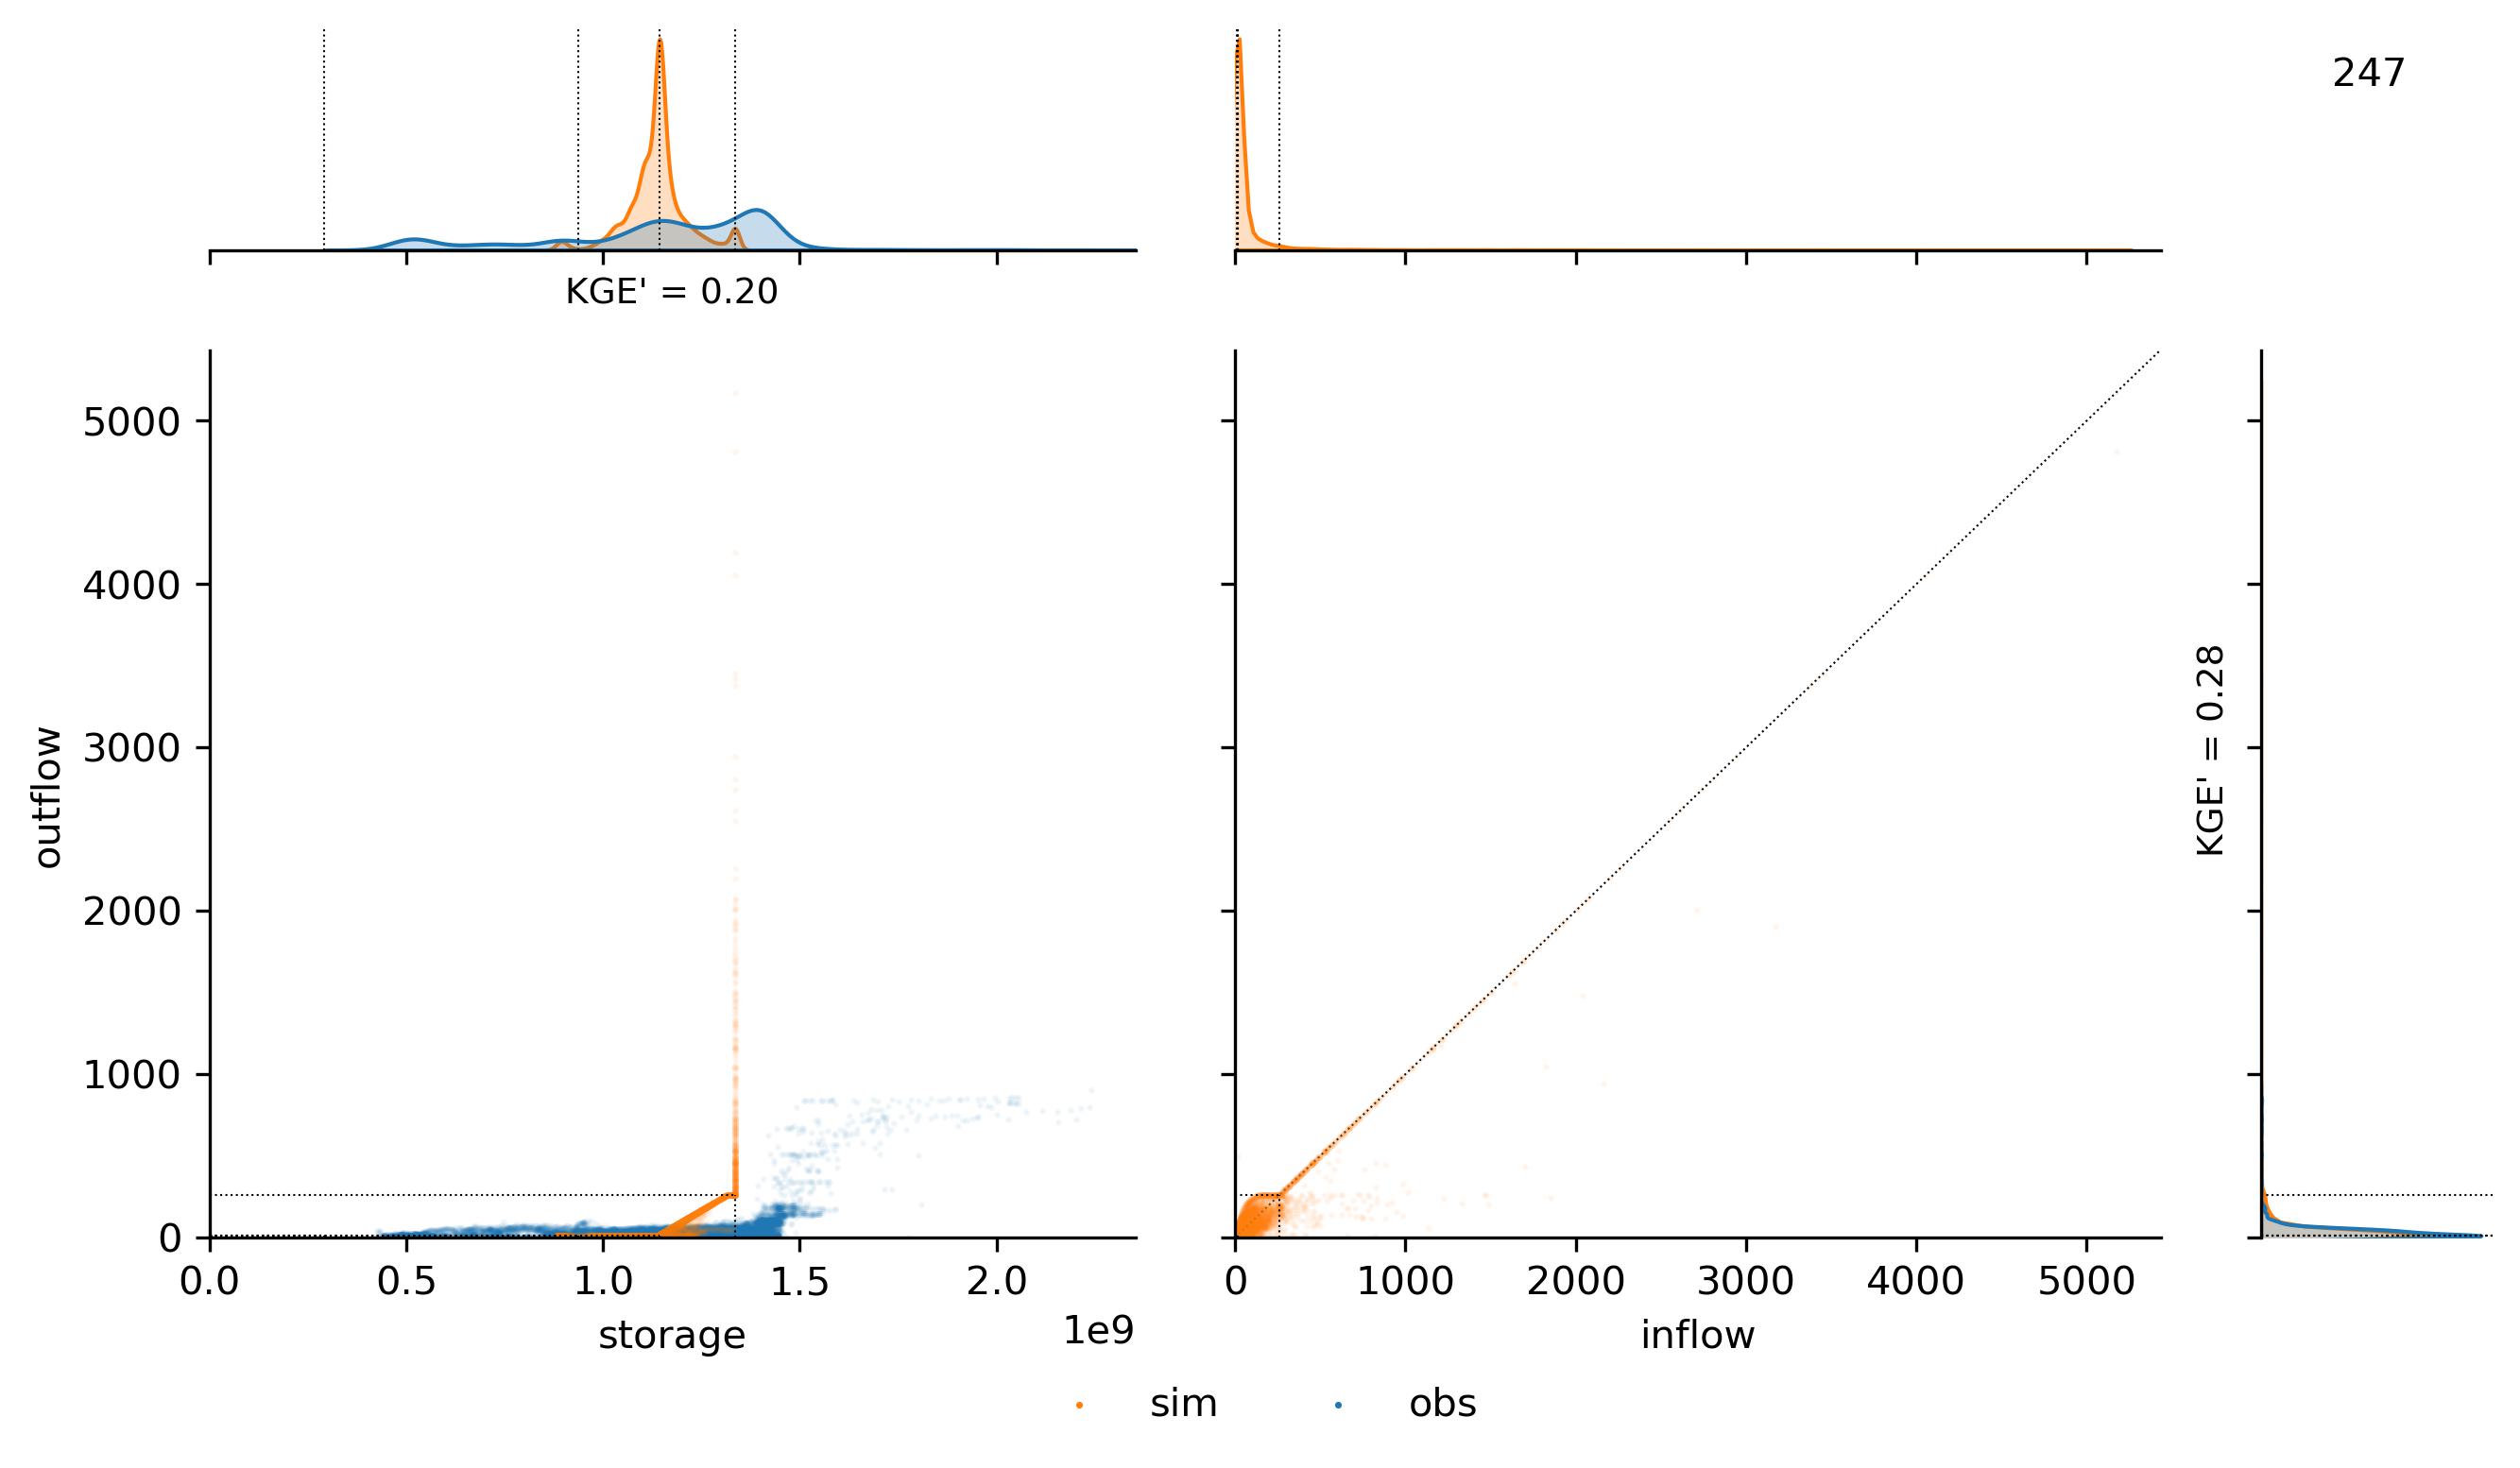 247
KGE' = 0.20
outflow
5000
4000
3000
2000
1000
0
0.0 0.5 1.0 1.5 2.0
1e9
storage
KGE' = 0.28
0 1000 2000 3000 4000 5000
inflow
sim obs